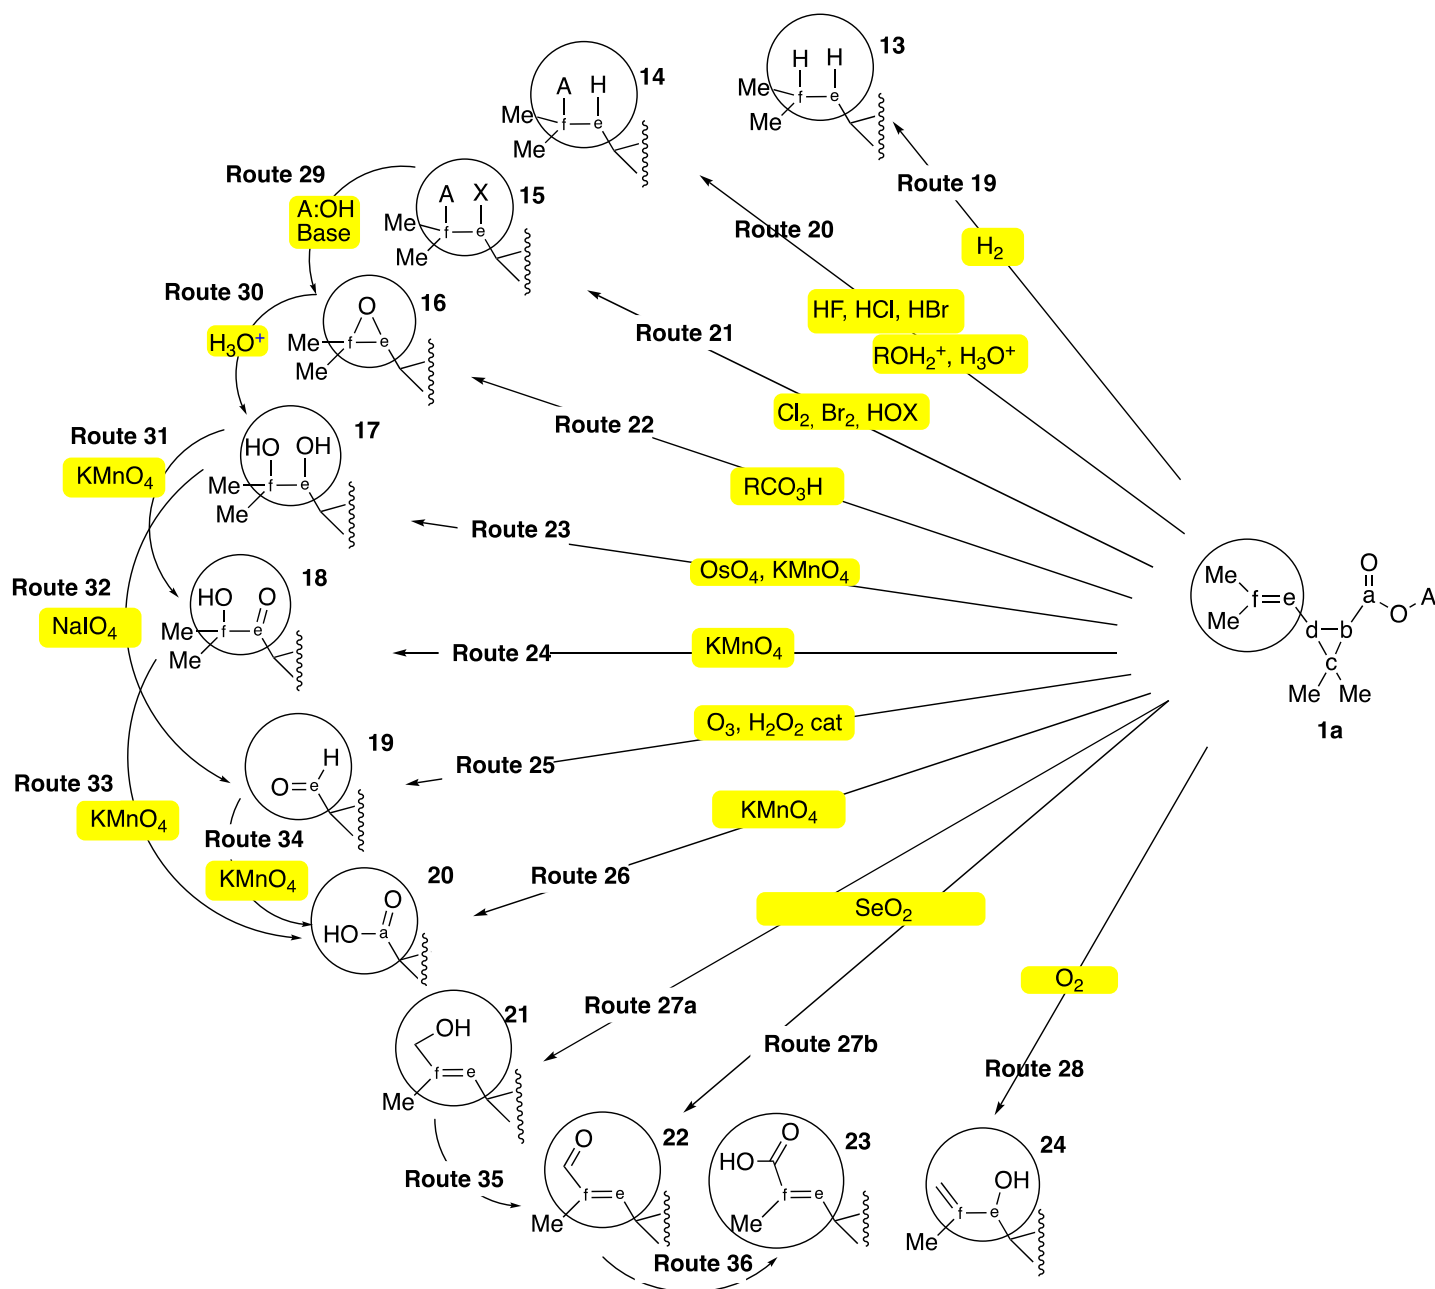 13
H H
Me f e
Me
14
A H
Me f e
Me
Route 19
H2
Route 29
A:OH
Base
15
A X
Me f e
Me
Route 20
HF, HCl, HBr
ROH2+, H3O+
Route 30
H3O+
16
O
Me f e
Me
Route 21
Cl2, Br2, HOX
Route 22
RCO3H
Route 31
KMnO4
17
HO OH
Me f e
Me
Route 23
OsO4, KMnO4
Route 32
NaIO4
18
HO O
Me f e
Me
Route 24
KMnO4
Me f e
Me
O
a
O A
d b
c
Me Me
1a
19
H
O e
Route 25
O3, H2O2 cat
Route 33
KMnO4
Route 34
KMnO4
20
O
HO a
Route 26
KMnO4
SeO2
O2
21
OH
f e
Me
Route 27a
Route 27b
Route 28
22
O
f e
Me
Route 35
23
O
HO
f e
Me
Route 36
24
OH
f e
Me